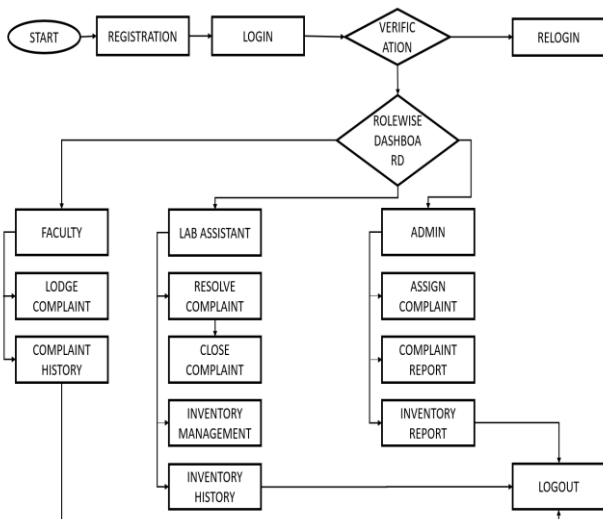 START
REGISTRATION
LOGIN
VERIFIC
ATION
RELOGIN
ROLEWISE
DASHBOA
RD
FACULTY
LAB ASSISTANT
ADMIN
LODGE
COMPLAINT
RESOLVE
COMPLAINT
ASSIGN
COMPLAINT
COMPLAINT
HISTORY
CLOSE
COMPLAINT
COMPLAINT
REPORT
INVENTORY
MANAGEMENT
INVENTORY
REPORT
INVENTORY
HISTORY
LOGOUT